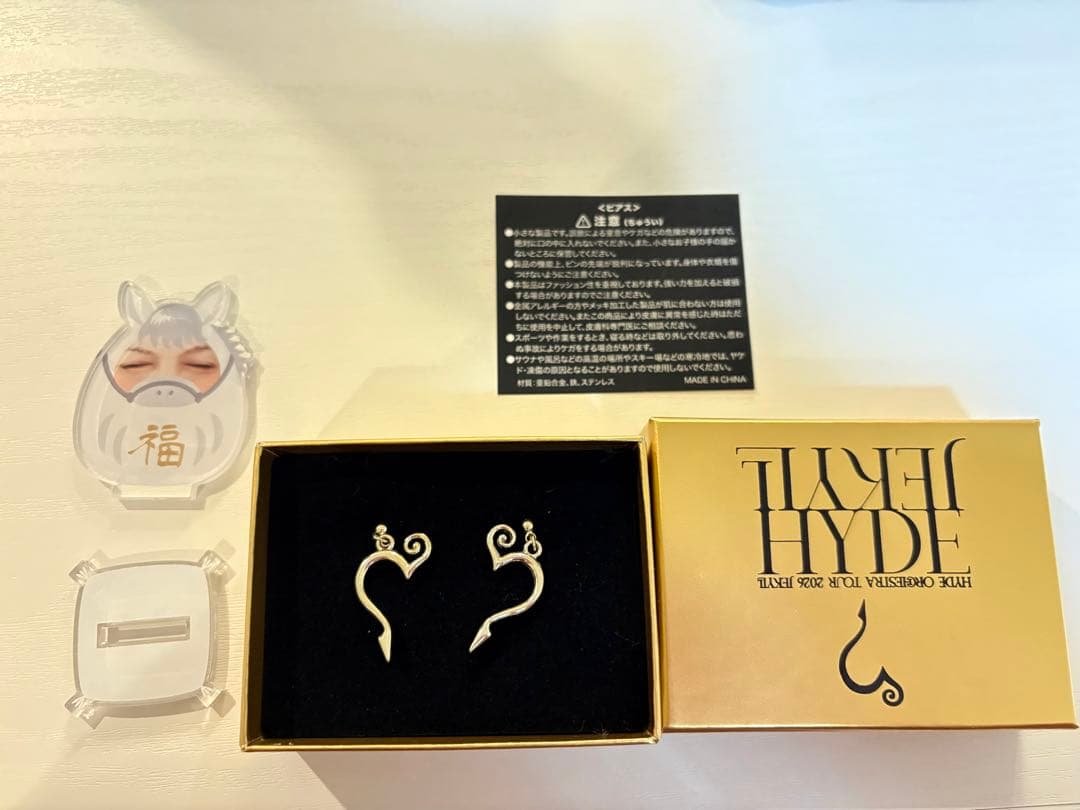 <ピアス>
⚠ 注意 (ちゅうい)
●小さな製品です。誤飲による窒息やケガなどの危険がありますので、
絶対に口の中に入れないでください。また、小さなお子様の手の届か
ないところに保管してください。
●製品の機能上、ピンの先端が鋭利になっています。身体や衣類を傷
つけないようにご注意ください。
●本製品はファッション性を重視しております。強い力を加えると破損
する場合がありますのでご注意ください。
●金属アレルギーの方やメッキ加工した製品が肌に合わない方は使用
しないでください。またこの商品により皮膚に異常を感じた時はただ
ちに使用を中止して、皮膚科専門医にご相談ください。
●スポーツや作業をするとき、寝る時などは取り外してください。思わ
ぬ事故によりケガをする場合があります。
●サウナや風呂などの高温の場所やスキー場などの寒冷地では、ヤケ
ド・凍傷の原因となることがありますので使用しないでください。
材質:亜鉛合金、鉄、ステンレス
MADE IN CHINA
福
JEKYLL
HYDE
HYDE ORCHESTRA TOUR 2026 JEKYLL